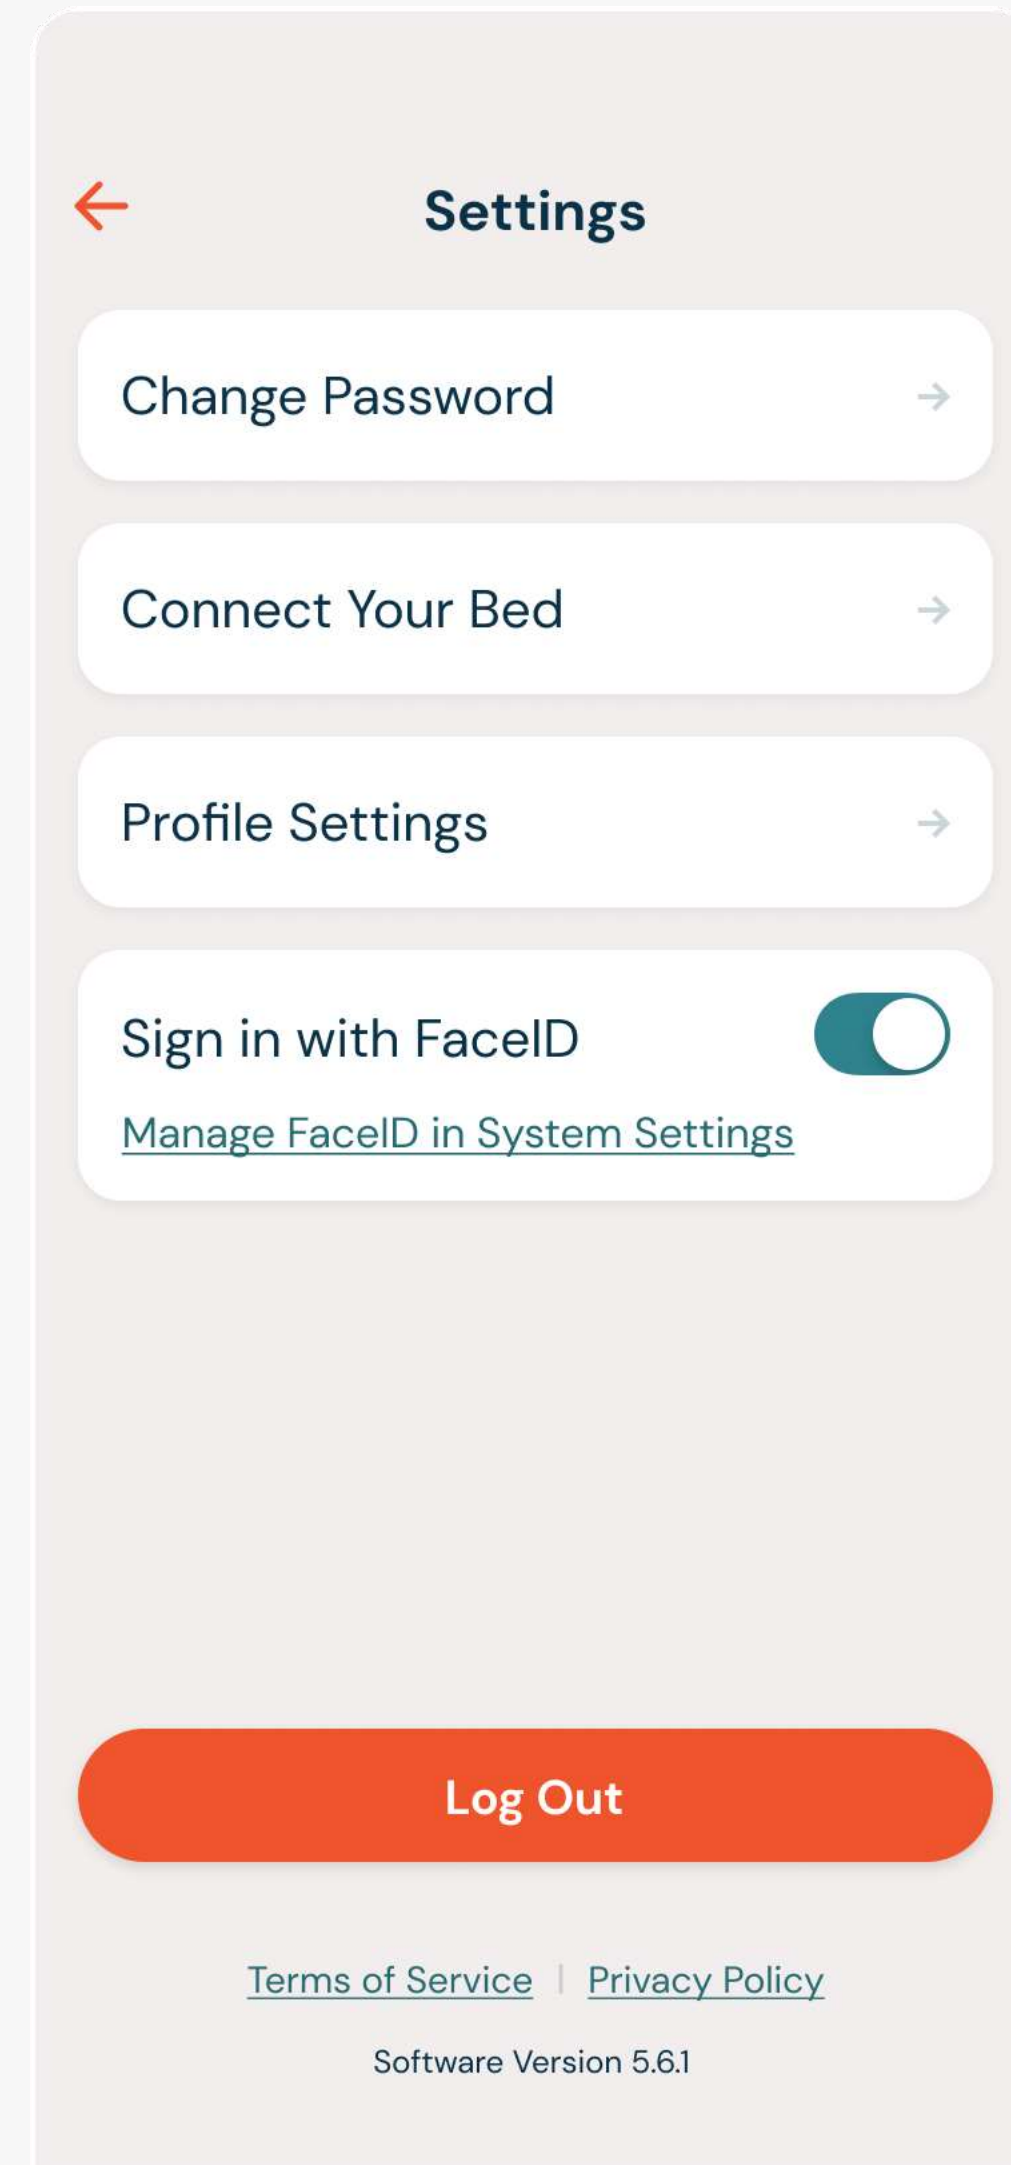 Settings
Change Password
Connect Your Bed
Profile Settings
Sign in with FaceID
Manage FaceID in System Settings
Log Out
Terms of Service | Privacy Policy
Software Version 5.6.1